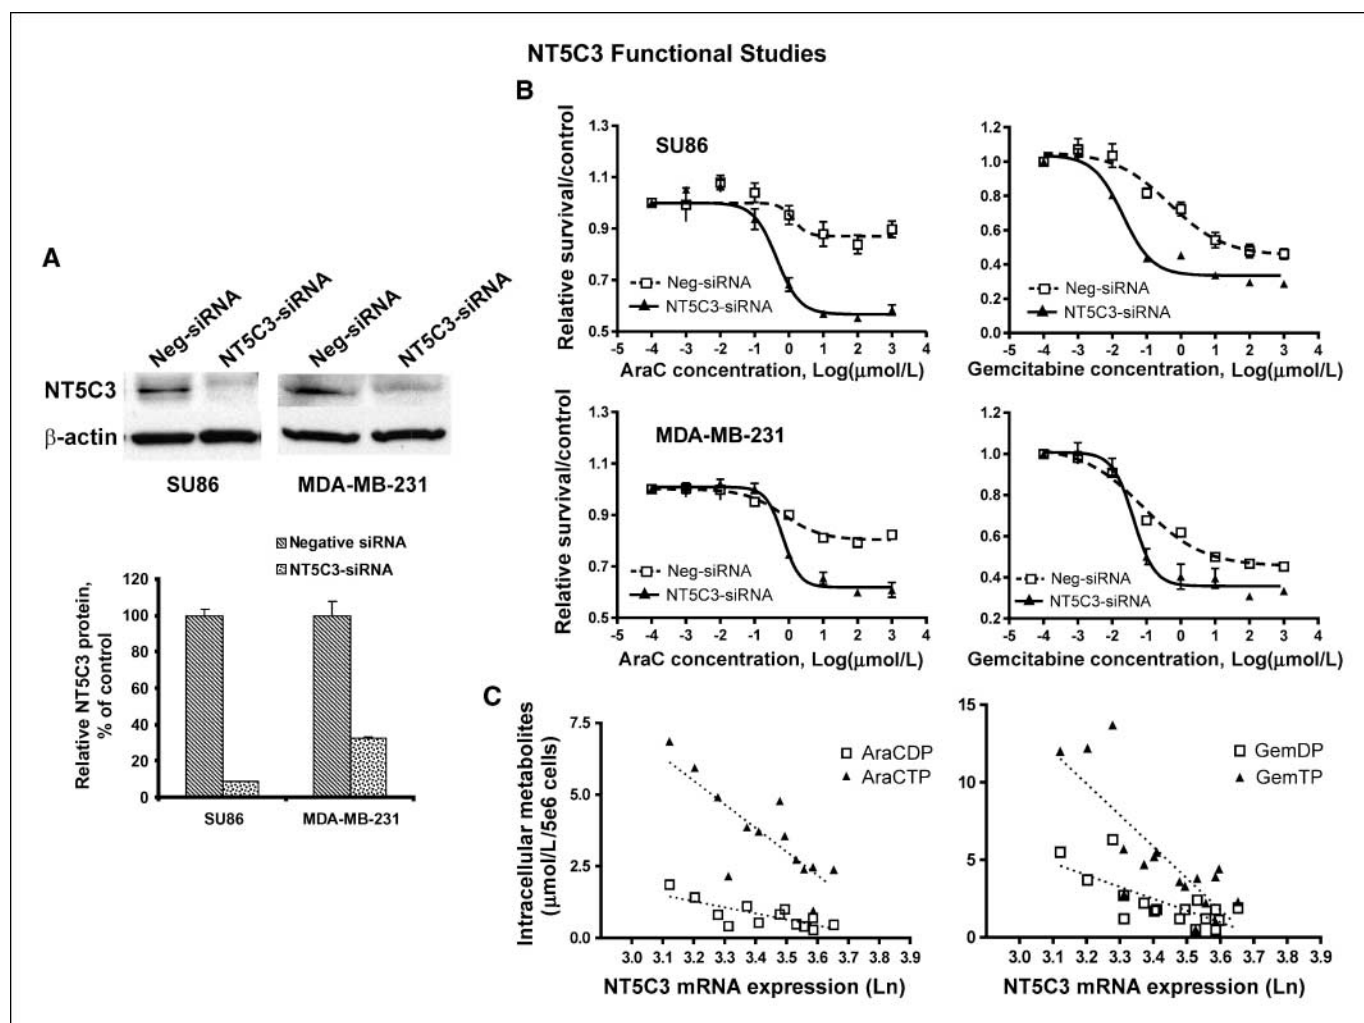 NT5C3 Functional Studies
A
Neg-siRNA
NT5C3-siRNA
Neg-siRNA
NT5C3-siRNA
NT5C3
β-actin
SU86
MDA-MB-231
Negative siRNA
NT5C3-siRNA
Relative NT5C3 protein,
% of control
120
100
80
60
40
20
0
SU86
MDA-MB-231
B
Relative survival/control
1.3
1.1
0.9
0.7
0.5
SU86
Neg-siRNA
NT5C3-siRNA
-5 -4 -3 -2 -1 0 1 2 3 4
AraC concentration, Log(μmol/L)
1.2
1.0
0.8
0.6
0.4
0.2
0.0
Neg-siRNA
NT5C3-siRNA
-5 -4 -3 -2 -1 0 1 2 3 4
Gemcitabine concentration, Log(μmol/L)
Relative survival/control
1.3
1.1
0.9
0.7
0.5
MDA-MB-231
Neg-siRNA
NT5C3-siRNA
-5 -4 -3 -2 -1 0 1 2 3 4
AraC concentration, Log(μmol/L)
1.2
1.0
0.8
0.6
0.4
0.2
Neg-siRNA
NT5C3-siRNA
-5 -4 -3 -2 -1 0 1 2 3 4
Gemcitabine concentration, Log(μmol/L)
C
Intracellular metabolites
(μmol/L/5e6 cells)
7.5
5.0
2.5
0.0
AraCDP
AraCTP
3.0 3.1 3.2 3.3 3.4 3.5 3.6 3.7 3.8 3.9
NT5C3 mRNA expression (Ln)
15
10
5
0
GemDP
GemTP
3.0 3.1 3.2 3.3 3.4 3.5 3.6 3.7 3.8 3.9
NT5C3 mRNA expression (Ln)